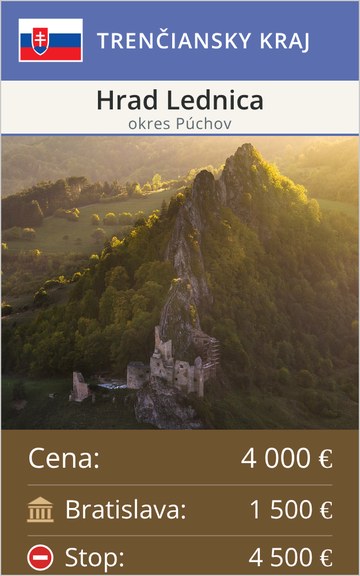 TRENČIANSKY KRAJ
Hrad Lednica
okres Púchov
Cena: 4 000 €
Bratislava: 1 500 €
Stop: 4 500 €